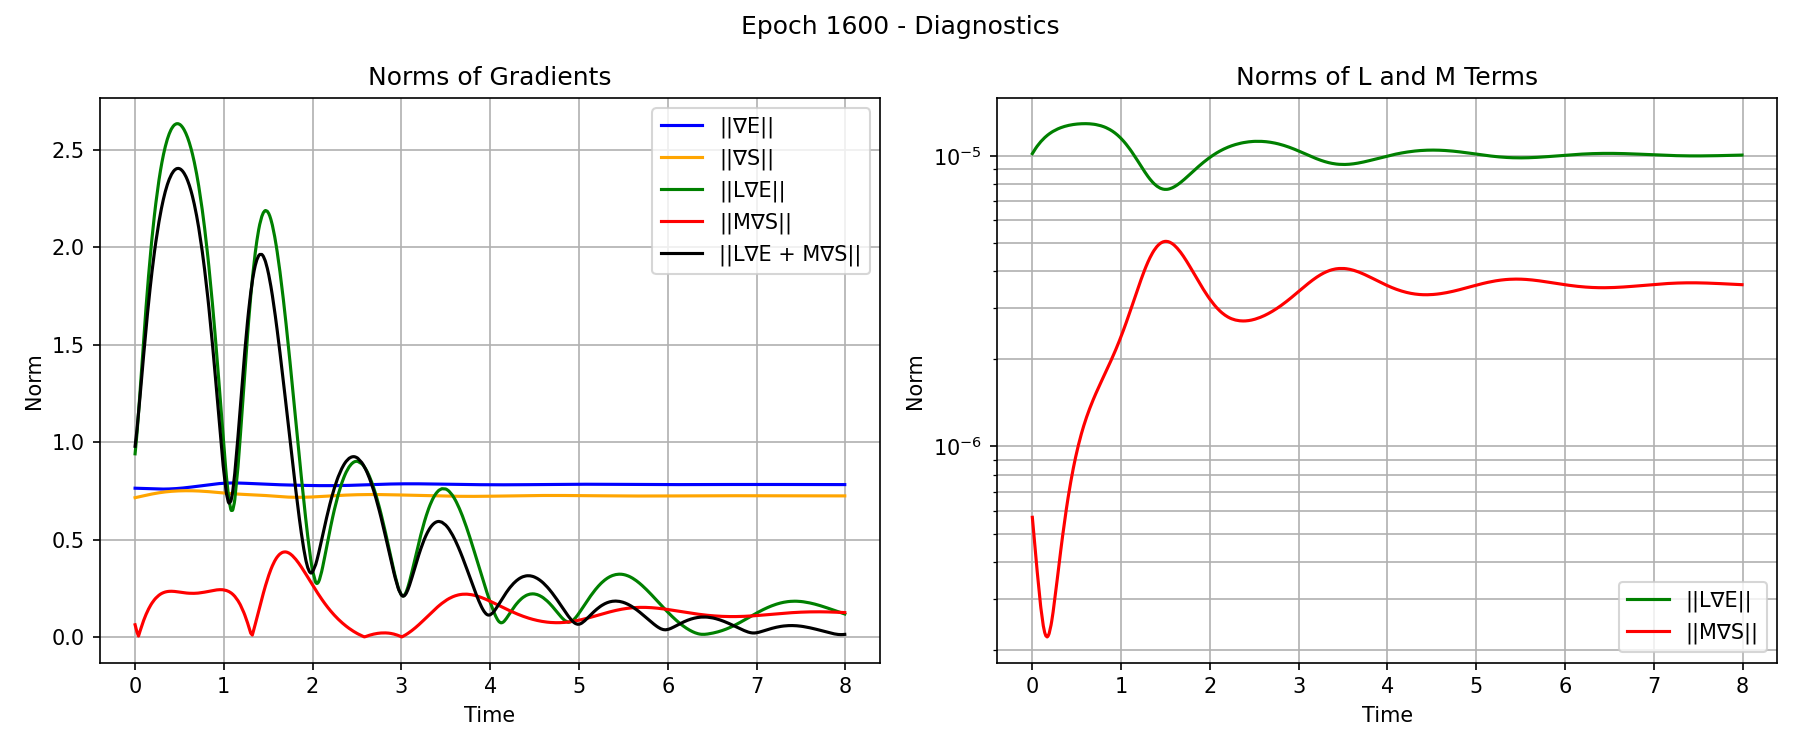 Epoch 1600 - Diagnostics
Norms of Gradients
Norm
2.5
2.0
1.5
1.0
0.5
0.0
0 1 2 3 4 5 6 7 8
Time
||∇E||
||∇S||
||L∇E||
||M∇S||
||L∇E + M∇S||
Norms of L and M Terms
Norm
10⁻⁵
10⁻⁶
0 1 2 3 4 5 6 7 8
Time
||L∇E||
||M∇S||